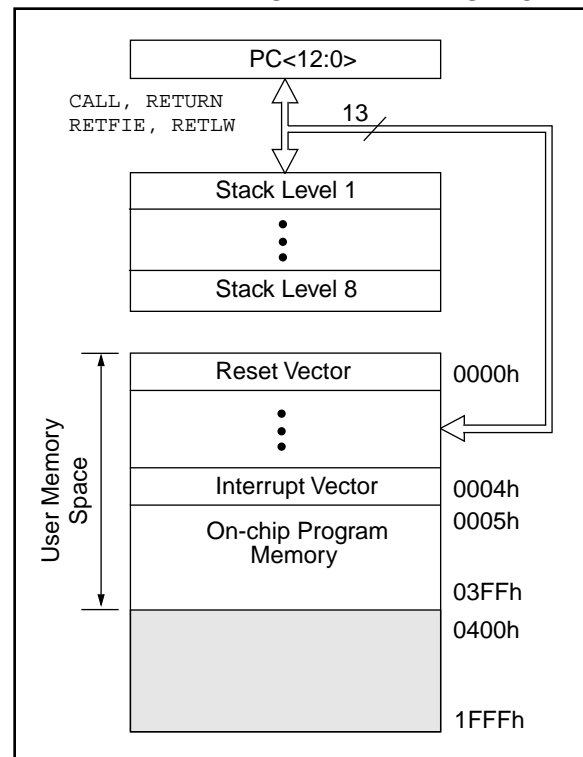 PC<12:0>
CALL, RETURN
RETFIE, RETLW
13
Stack Level 1
Stack Level 8
User Memory
Space
Reset Vector
0000h
Interrupt Vector
0004h
On-chip Program
Memory
0005h
03FFh
0400h
1FFFh